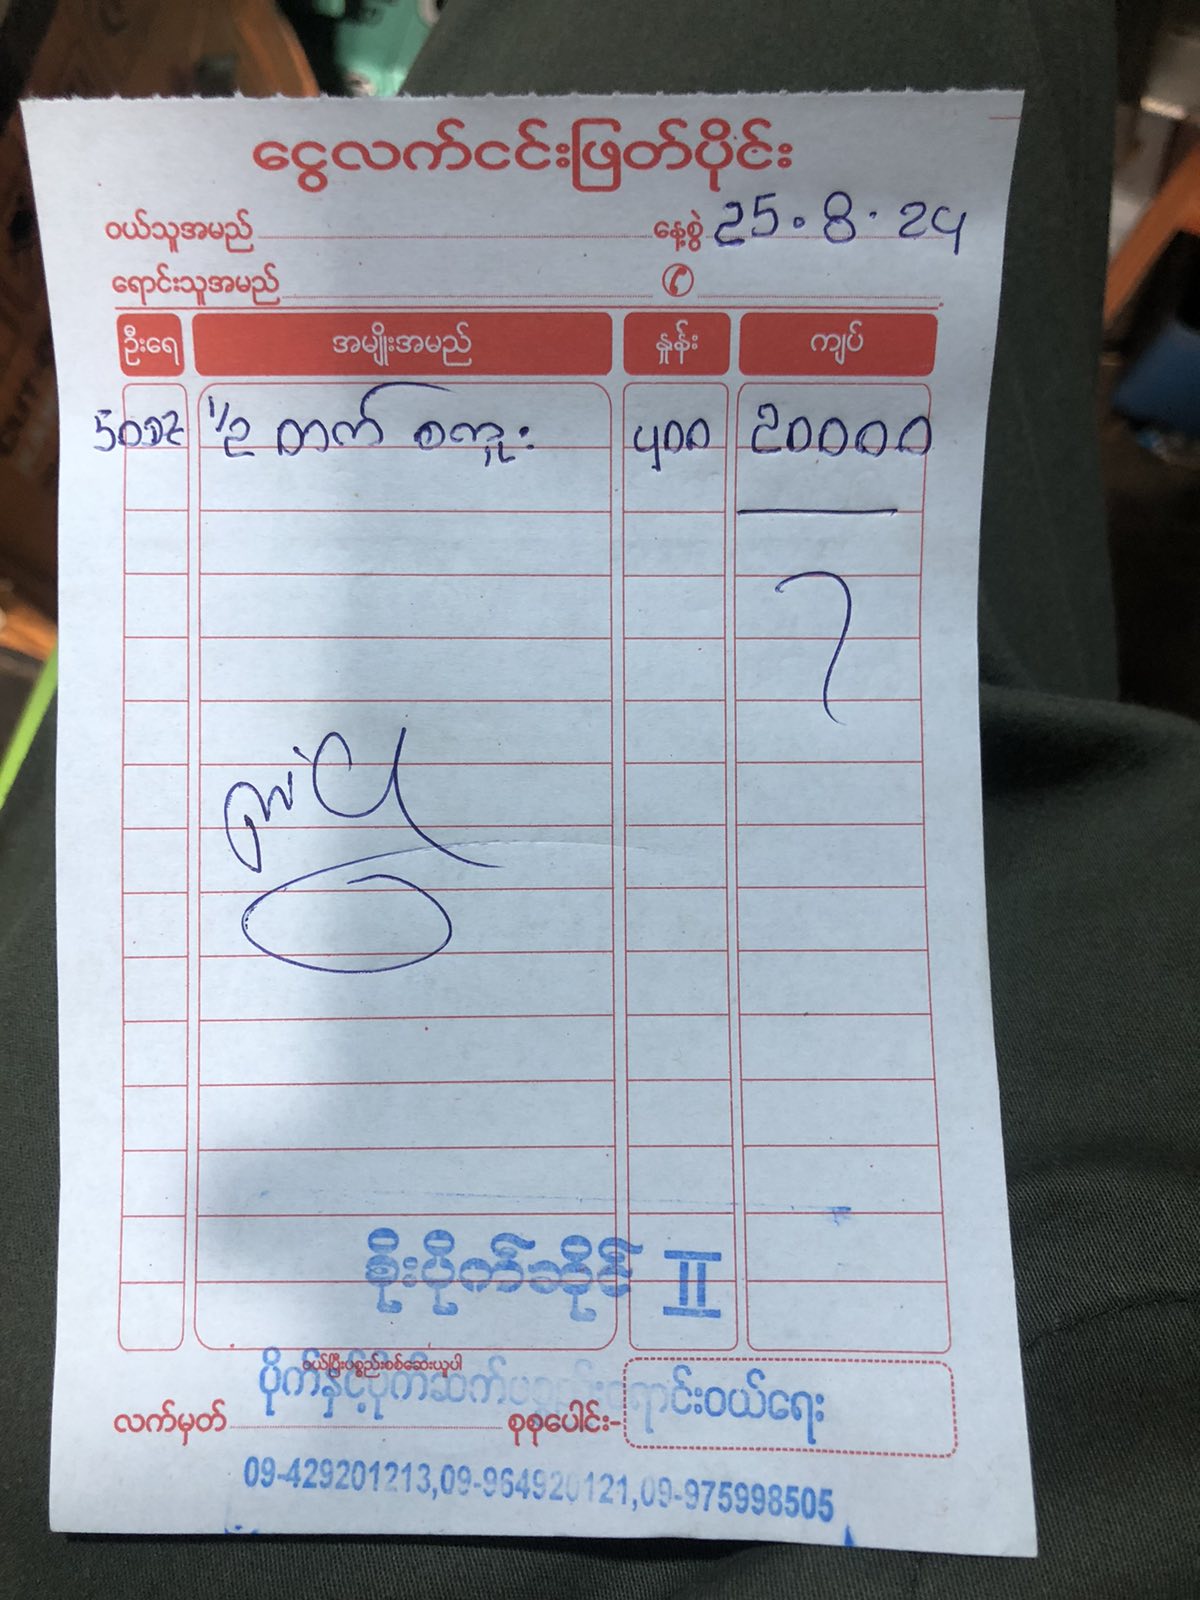 ငွေလက်ငင်းဖြတ်ပိုင်း
ဝယ်သူအမည် နေ့စွဲ 25.8.24
ရောင်းသူအမည်
ဦးရေ အမျိုးအမည် နှုန်း ကျပ်
50 1/2 တက် စက္ကူး 400 20000
စိုးပိုက်ဆိုင် II
ဝယ်ပြီးပစ္စည်းစစ်ဆေးယူပါ
ပိုက်နှင့်ပိုက်ဆက်ပစ္စည်းရောင်းဝယ်ရေး
လက်မှတ် စုစုပေါင်း-
09-429201213,09-964920121,09-975998505